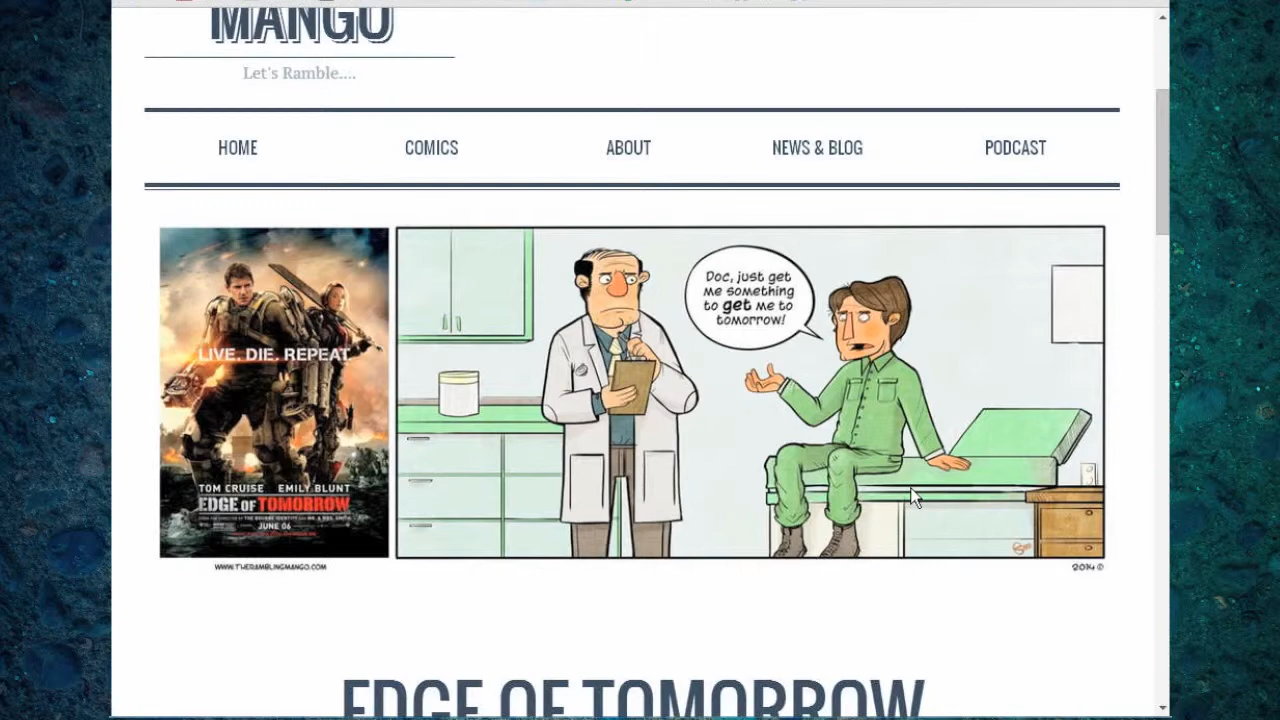 MANGO
Let's Ramble....
HOME
COMICS
ABOUT
NEWS & BLOG
PODCAST
LIVE. DIE. REPEAT
TOM CRUISE EMILY BLUNT
EDGE OF TOMORROW
JUNE 06
Doc, just get
me something
to get me to
tomorrow!
WWW.THERAMBLINGMANGO.COM
2014 ©
EDGE OF TOMORROW